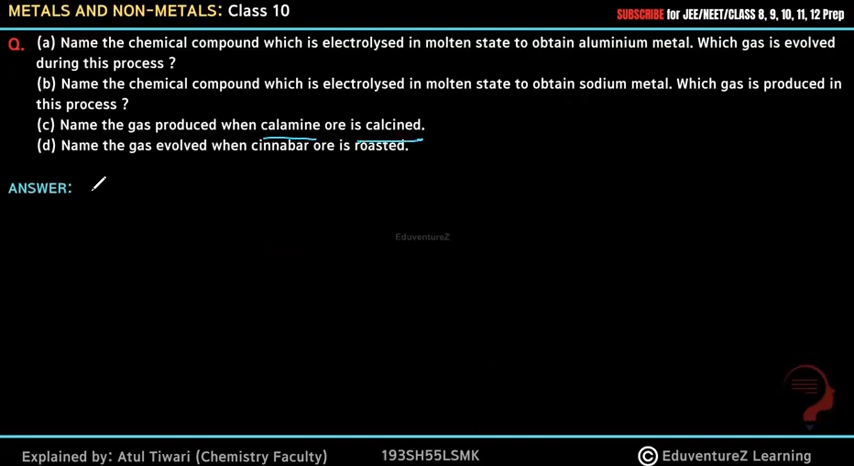 METALS AND NON-METALS: Class 10
SUBSCRIBE for JEE/NEET/CLASS 8, 9, 10, 11, 12 Prep
Q. (a) Name the chemical compound which is electrolysed in molten state to obtain aluminium metal. Which gas is evolved
during this process ?
(b) Name the chemical compound which is electrolysed in molten state to obtain sodium metal. Which gas is produced in
this process ?
(c) Name the gas produced when calamine ore is calcined.
(d) Name the gas evolved when cinnabar ore is roasted.
ANSWER:
EduventureZ
Explained by: Atul Tiwari (Chemistry Faculty)
193SH55LSMK
© EduventureZ Learning